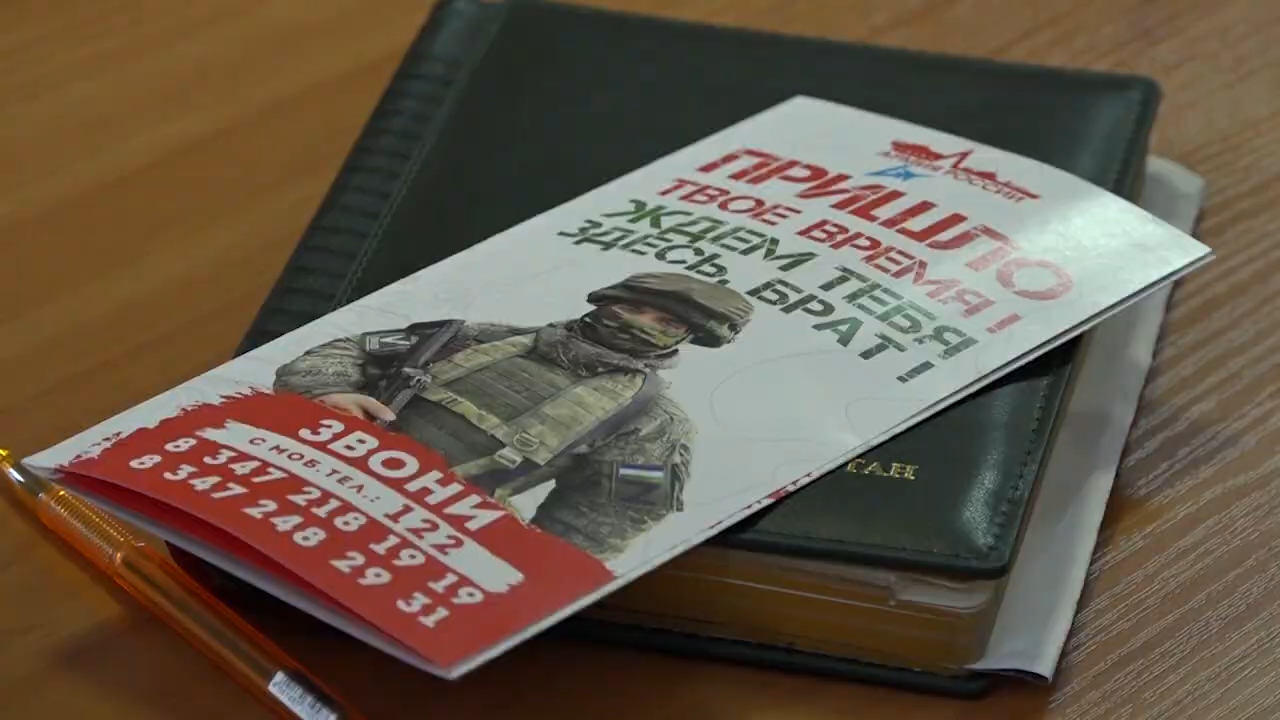 АРМИЯ РОССИИ
ПРИШЛО
ТВОЕ ВРЕМЯ!
ЖДЕМ ТЕБЯ
ЗДЕСЬ, БРАТ!
ЗВОНИ
С МОБ.ТЕЛ.: 122
8 347 218 19 19
8 347 248 29 31
ТАН